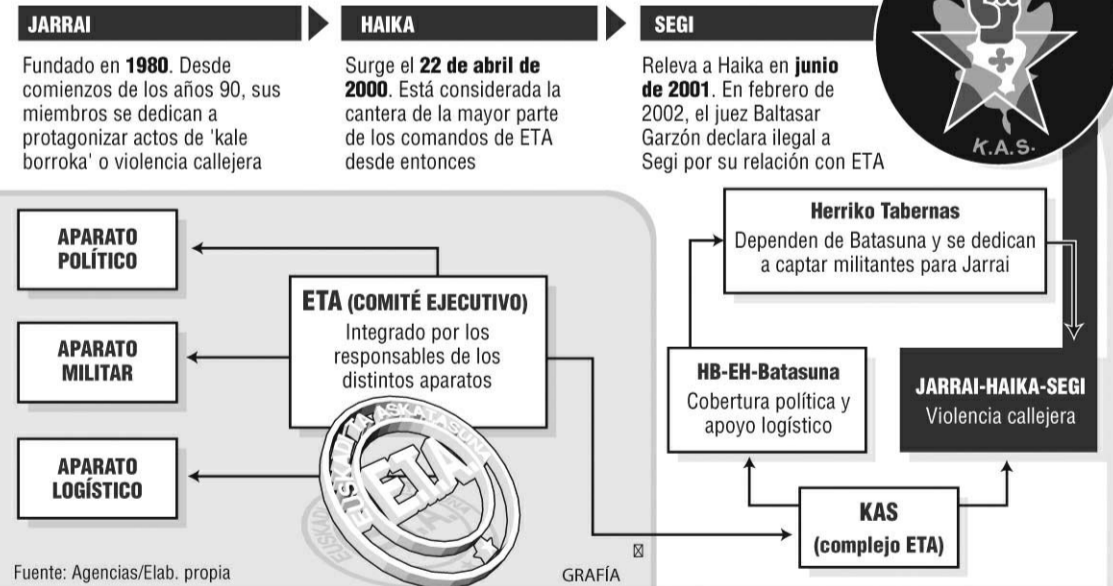 JARRAI
Fundado en 1980. Desde
comienzos de los años 90, sus
miembros se dedican a
protagonizar actos de 'kale
borroka' o violencia callejera
HAIKA
Surge el 22 de abril de
2000. Está considerada la
cantera de la mayor parte
de los comandos de ETA
desde entonces
SEGI
Releva a Haika en junio
de 2001. En febrero de
2002, el juez Baltasar
Garzón declara ilegal a
Segi por su relación con ETA
K.A.S.
APARATO
POLÍTICO
APARATO
MILITAR
APARATO
LOGÍSTICO
ETA (COMITÉ EJECUTIVO)
Integrado por los
responsables de los
distintos aparatos
EUSKADI TA ASKATASUNA
ETA
Herriko Tabernas
Dependen de Batasuna y se dedican
a captar militantes para Jarrai
HB-EH-Batasuna
Cobertura política y
apoyo logístico
JARRAI-HAIKA-SEGI
Violencia callejera
KAS
(complejo ETA)
Fuente: Agencias/Elab. propia
GRAFÍA